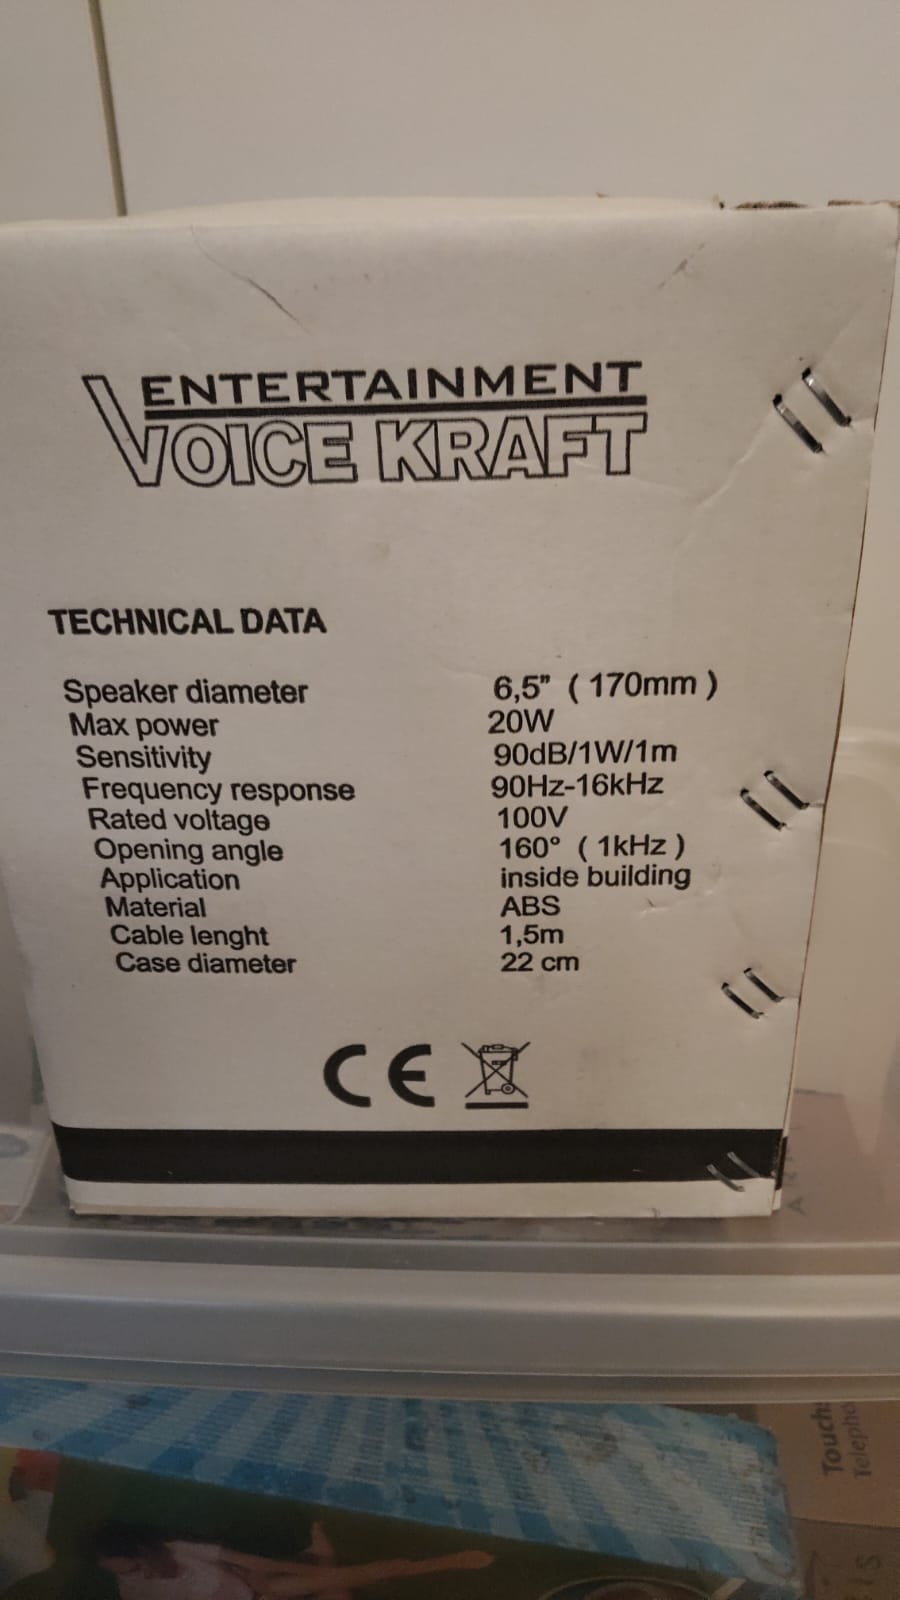 ENTERTAINMENT
VOICE KRAFT
TECHNICAL DATA
Speaker diameter 6,5” ( 170mm )
Max power 20W
Sensitivity 90dB/1W/1m
Frequency response 90Hz-16kHz
Rated voltage 100V
Opening angle 160° ( 1kHz )
Application inside building
Material ABS
Cable lenght 1,5m
Case diameter 22 cm
CE
Touch
Telepho